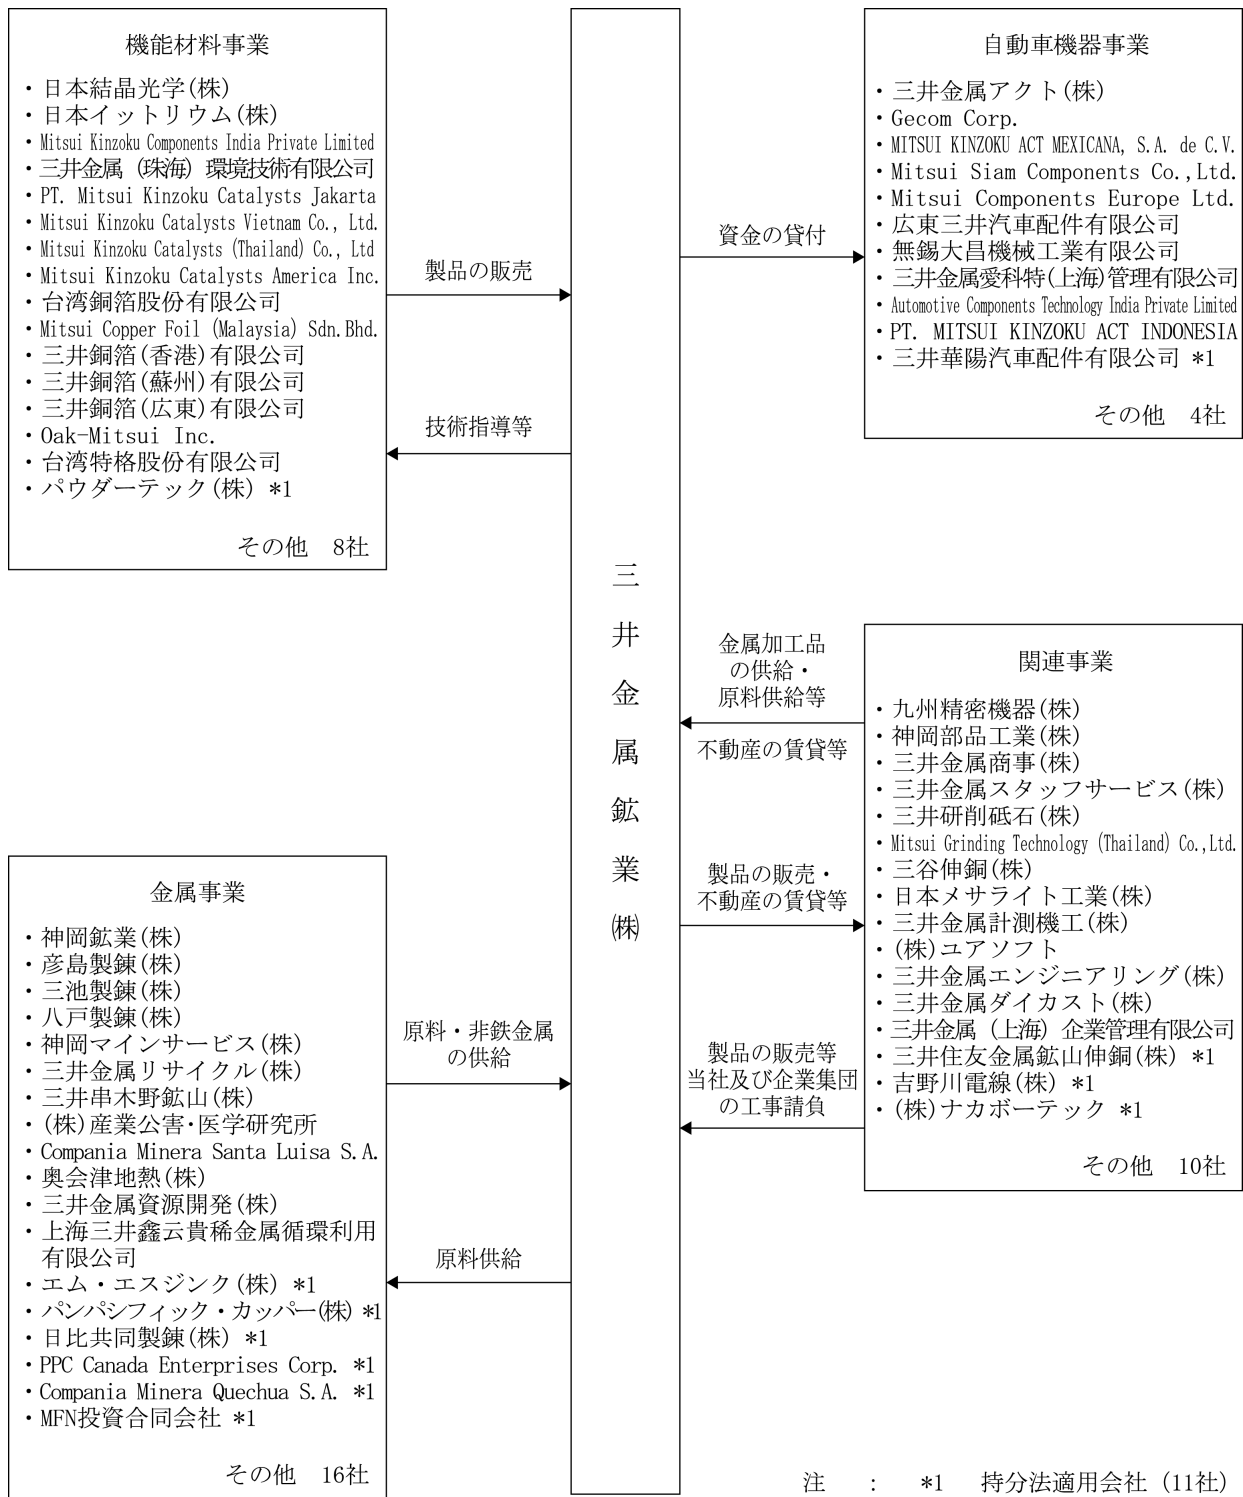 機能材料事業
・日本結晶光学(株)
・日本イットリウム(株)
・Mitsui Kinzoku Components India Private Limited
・三井金属（珠海）環境技術有限公司
・PT. Mitsui Kinzoku Catalysts Jakarta
・Mitsui Kinzoku Catalysts Vietnam Co., Ltd.
・Mitsui Kinzoku Catalysts (Thailand) Co., Ltd
・Mitsui Kinzoku Catalysts America Inc.
・台湾銅箔股份有限公司
・Mitsui Copper Foil (Malaysia) Sdn.Bhd.
・三井銅箔(香港)有限公司
・三井銅箔(蘇州)有限公司
・三井銅箔(広東)有限公司
・Oak-Mitsui Inc.
・台湾特格股份有限公司
・パウダーテック(株) *1
その他　8社
製品の販売
技術指導等
金属事業
・神岡鉱業(株)
・彦島製錬(株)
・三池製錬(株)
・八戸製錬(株)
・神岡マインサービス(株)
・三井金属リサイクル(株)
・三井串木野鉱山(株)
・(株)産業公害･医学研究所
・Compania Minera Santa Luisa S.A.
・奥会津地熱(株)
・三井金属資源開発(株)
・上海三井鑫云貴稀金属循環利用
有限公司
・エム・エスジンク(株) *1
・パンパシフィック・カッパー(株) *1
・日比共同製錬(株) *1
・PPC Canada Enterprises Corp. *1
・Compania Minera Quechua S.A. *1
・MFN投資合同会社 *1
その他　16社
原料・非鉄金属
の供給
原料供給
三井金属鉱業㈱
資金の貸付
自動車機器事業
・三井金属アクト(株)
・Gecom Corp.
・MITSUI KINZOKU ACT MEXICANA, S.A. de C.V.
・Mitsui Siam Components Co.,Ltd.
・Mitsui Components Europe Ltd.
・広東三井汽車配件有限公司
・無錫大昌機械工業有限公司
・三井金属愛科特(上海)管理有限公司
・Automotive Components Technology India Private Limited
・PT. MITSUI KINZOKU ACT INDONESIA
・三井華陽汽車配件有限公司 *1
その他　4社
金属加工品
の供給・
原料供給等
不動産の賃貸等
製品の販売・
不動産の賃貸等
製品の販売等
当社及び企業集団
の工事請負
関連事業
・九州精密機器(株)
・神岡部品工業(株)
・三井金属商事(株)
・三井金属スタッフサービス(株)
・三井研削砥石(株)
・Mitsui Grinding Technology (Thailand) Co.,Ltd.
・三谷伸銅(株)
・日本メサライト工業(株)
・三井金属計測機工(株)
・(株)ユアソフト
・三井金属エンジニアリング(株)
・三井金属ダイカスト(株)
・三井金属（上海）企業管理有限公司
・三井住友金属鉱山伸銅(株) *1
・吉野川電線(株) *1
・(株)ナカボーテック *1
その他　10社
注　:　*1　持分法適用会社 (11社)